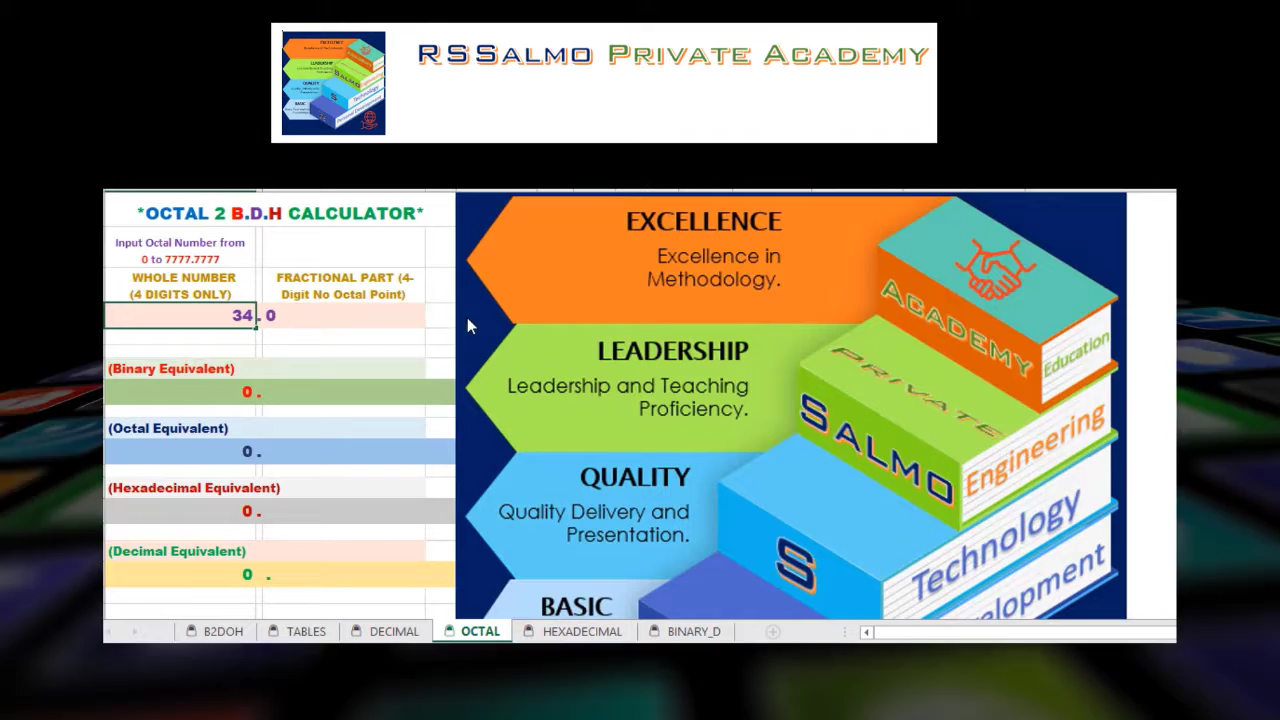 RSSALMO PRIVATE ACADEMY
*OCTAL 2 B.D.H CALCULATOR*
Input Octal Number from
0 to 7777.7777
WHOLE NUMBER
(4 DIGITS ONLY)
FRACTIONAL PART (4-
Digit No Octal Point)
34 . 0
(Binary Equivalent)
0 .
(Octal Equivalent)
0 .
(Hexadecimal Equivalent)
0 .
(Decimal Equivalent)
0 .
EXCELLENCE
Excellence in
Methodology.
LEADERSHIP
Leadership and Teaching
Proficiency.
QUALITY
Quality Delivery and
Presentation.
BASIC
ACADEMY
Education
PRIVATE
SALMO
Engineering
S
Technology
elopment
B2DOH
TABLES
DECIMAL
OCTAL
HEXADECIMAL
BINARY_D